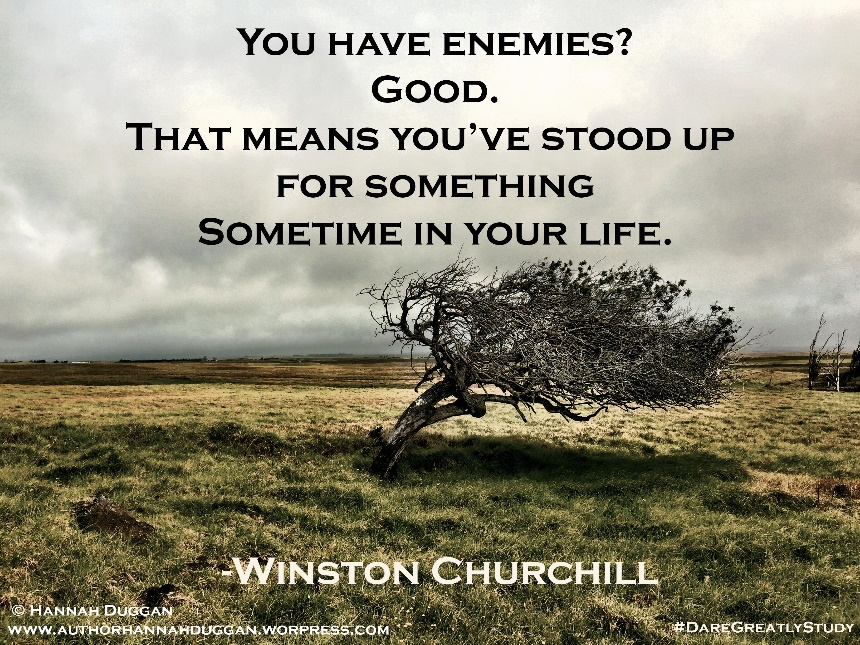 You have enemies?
Good.
That means you've stood up
for something
Sometime in your life.
-Winston Churchill
© Hannah Duggan
www.authorhannahduggan.worpress.com
#DareGreatlyStudy